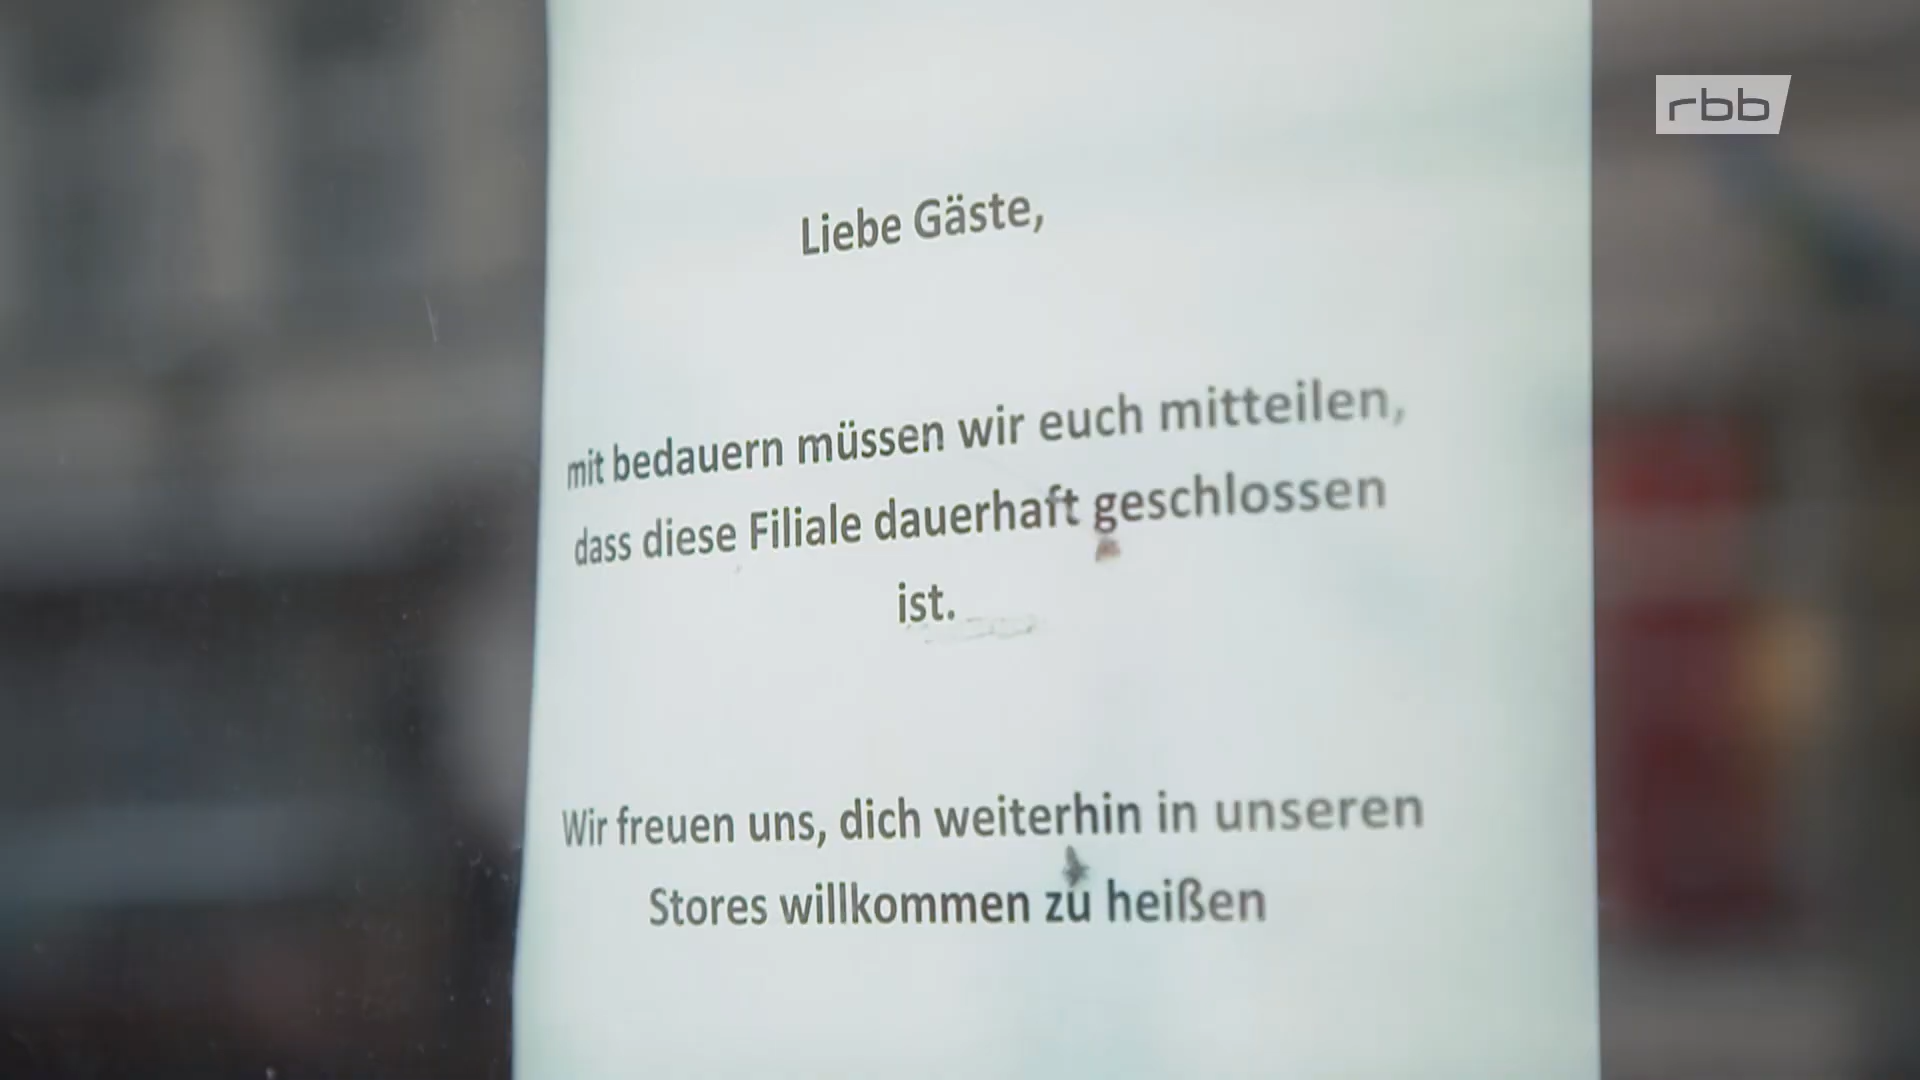 rbb
Liebe Gäste,
mit bedauern müssen wir euch mitteilen,
dass diese Filiale dauerhaft geschlossen
ist.
Wir freuen uns, dich weiterhin in unseren
Stores willkommen zu heißen